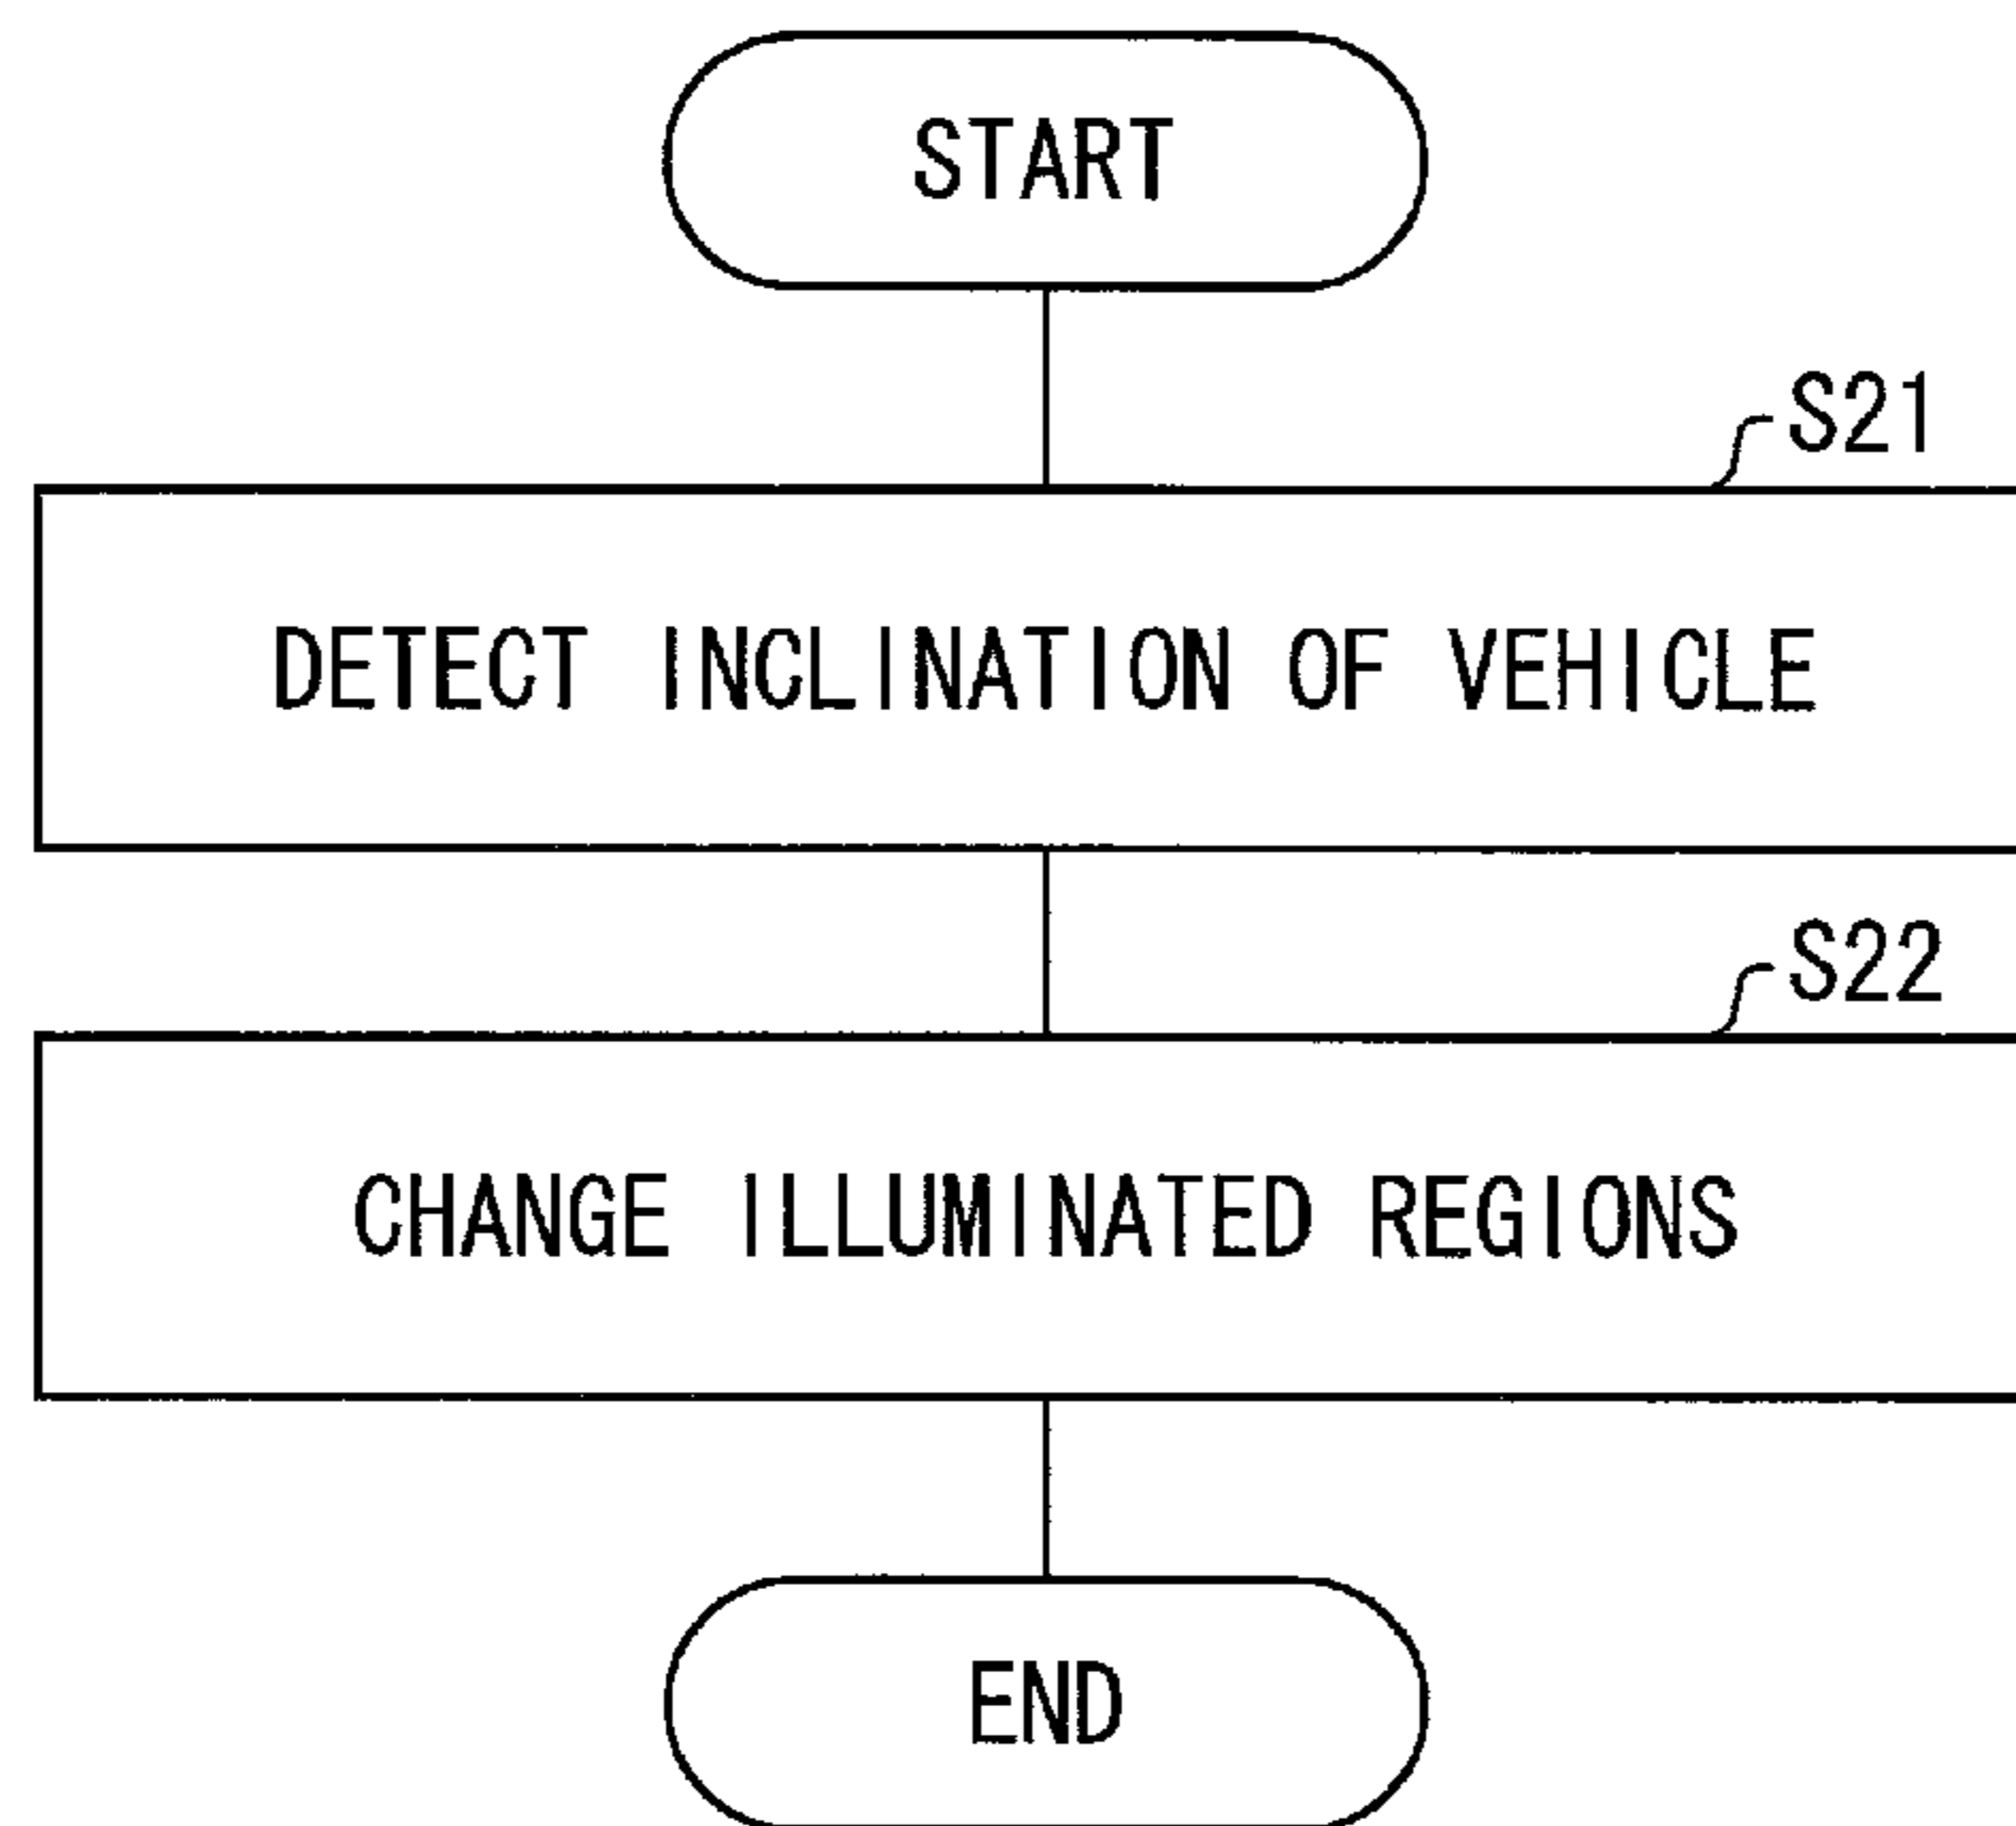 START
S21
DETECT INCLINATION OF VEHICLE
S22
CHANGE ILLUMINATED REGIONS
END